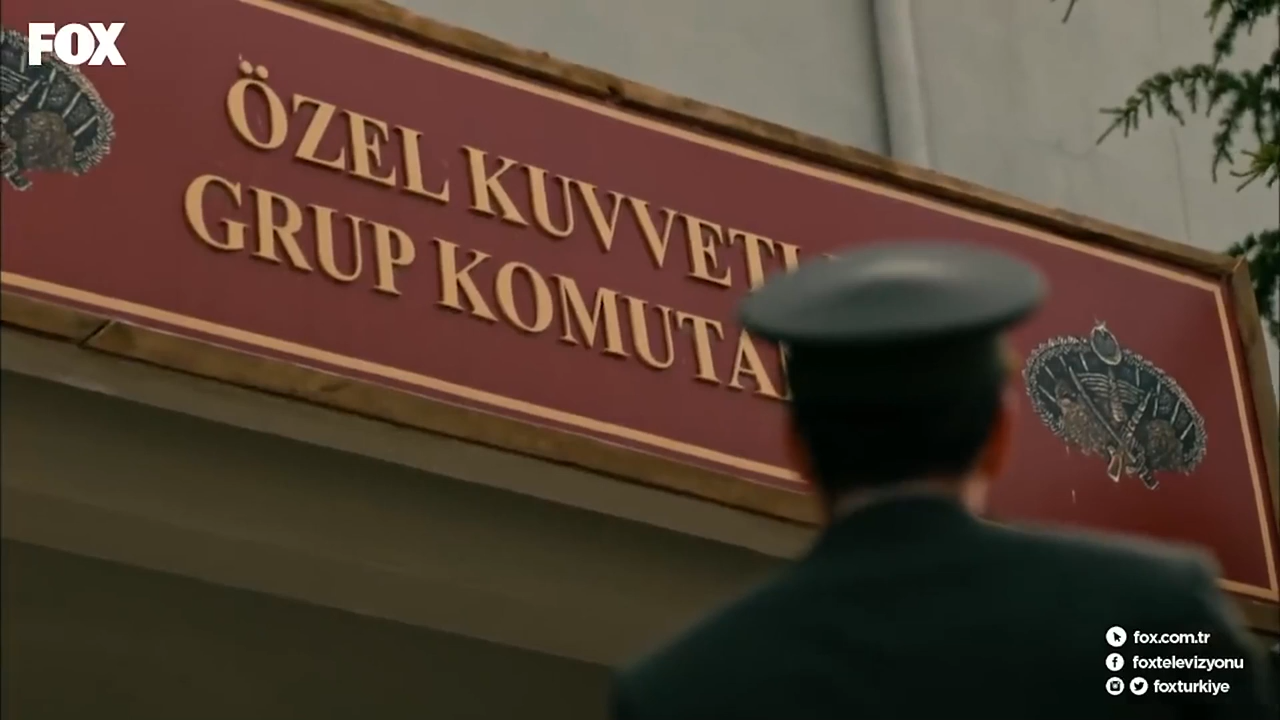 FOX
ÖZEL KUVVETL
GRUP KOMUTA
fox.com.tr
foxtelevizyonu
foxturkiye